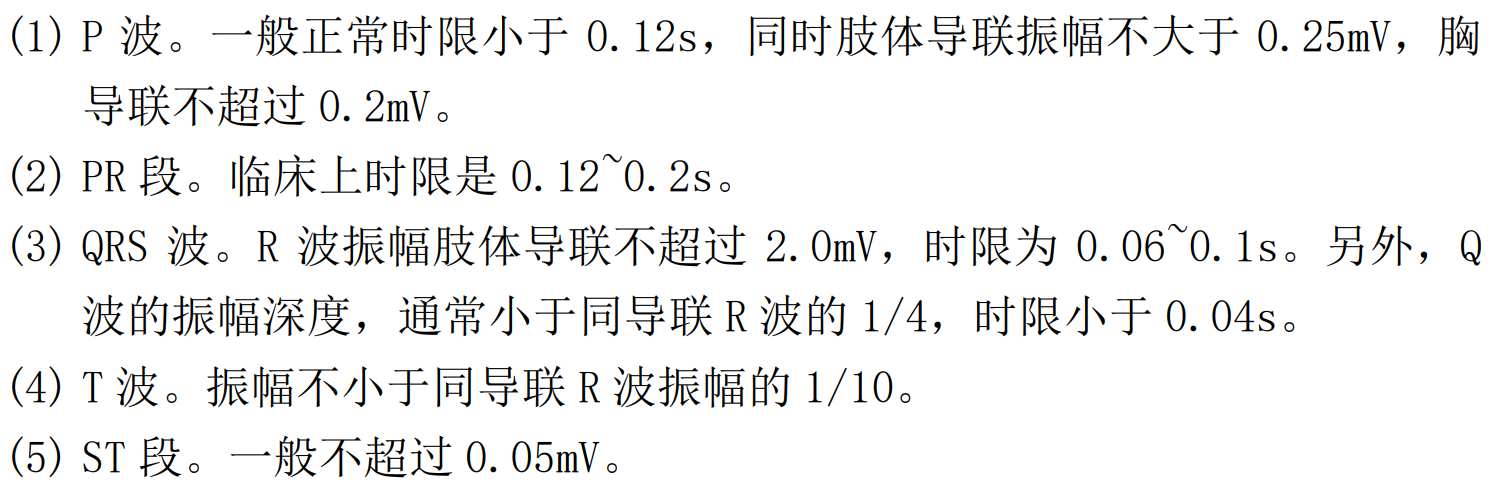 (1) P 波。一般正常时限小于 0.12s，同时肢体导联振幅不大于 0.25mV，胸
导联不超过 0.2mV。
(2) PR 段。临床上时限是 0.12~0.2s。
(3) QRS 波。R 波振幅肢体导联不超过 2.0mV，时限为 0.06~0.1s。另外，Q
波的振幅深度，通常小于同导联 R 波的 1/4，时限小于 0.04s。
(4) T 波。振幅不小于同导联 R 波振幅的 1/10。
(5) ST 段。一般不超过 0.05mV。